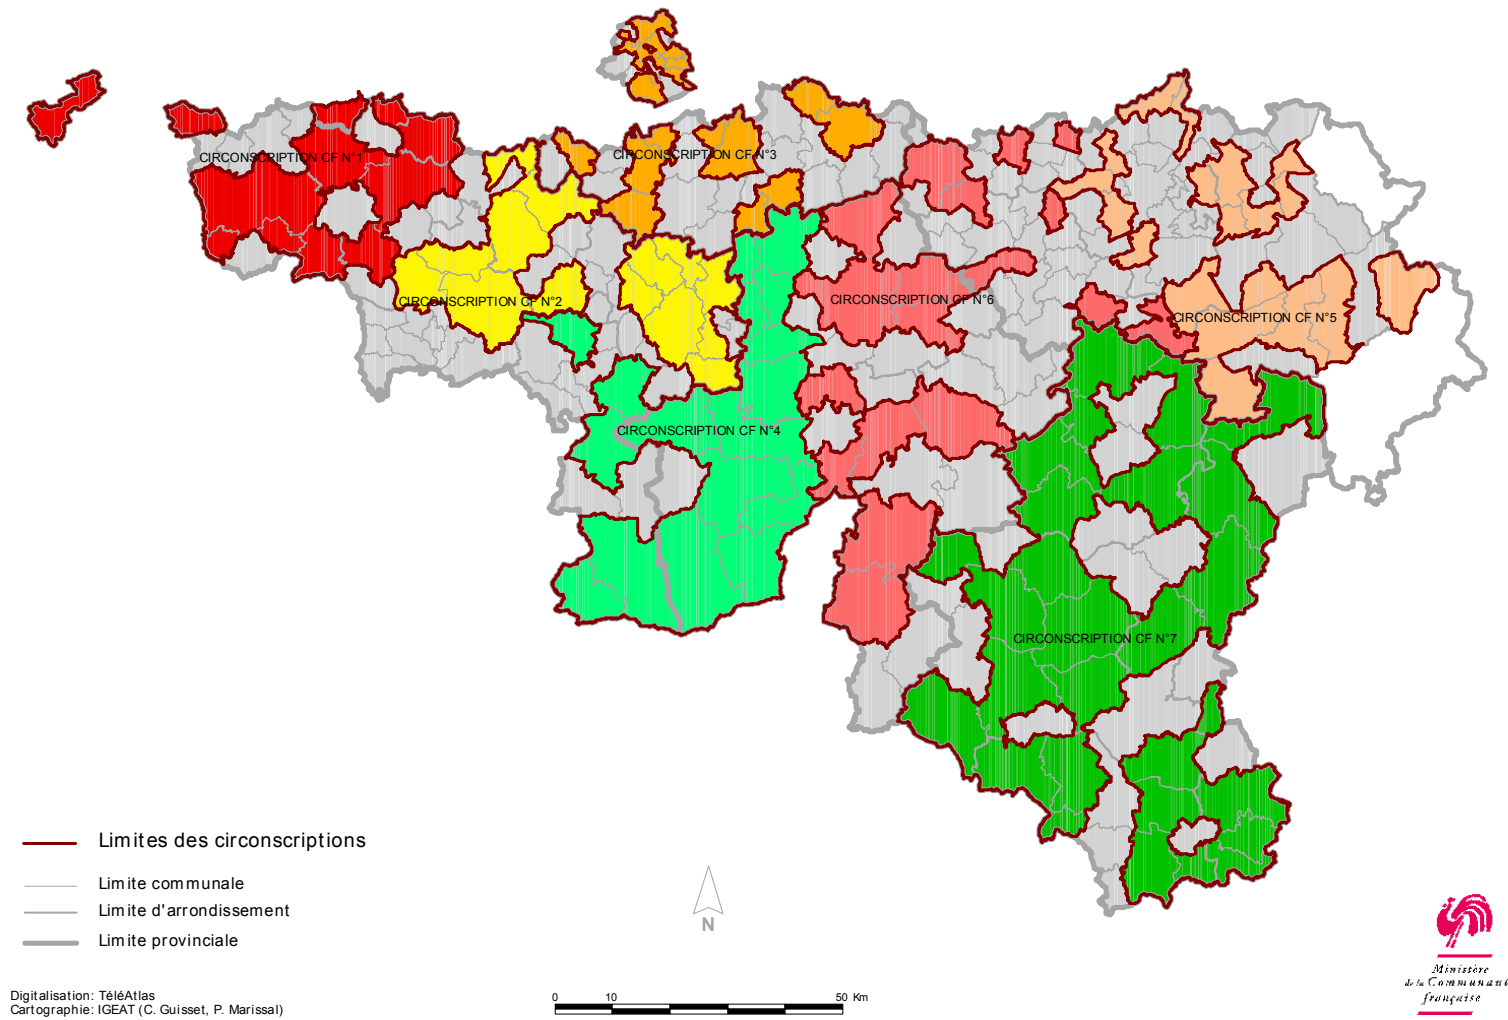 CIRCONSCRIPTION CF N°1
CIRCONSCRIPTION CF N°3
CIRCONSCRIPTION CF N°2
CIRCONSCRIPTION CF N°6
CIRCONSCRIPTION CF N°5
CIRCONSCRIPTION CF N°4
CIRCONSCRIPTION CF N°7
Limites des circonscriptions
Limite communale
Limite d'arrondissement
Limite provinciale
N
Digitalisation: TéléAtlas
Cartographie: IGEAT (C. Guisset, P. Marissal)
0 10 50 Km
Ministère
de la Communauté
française